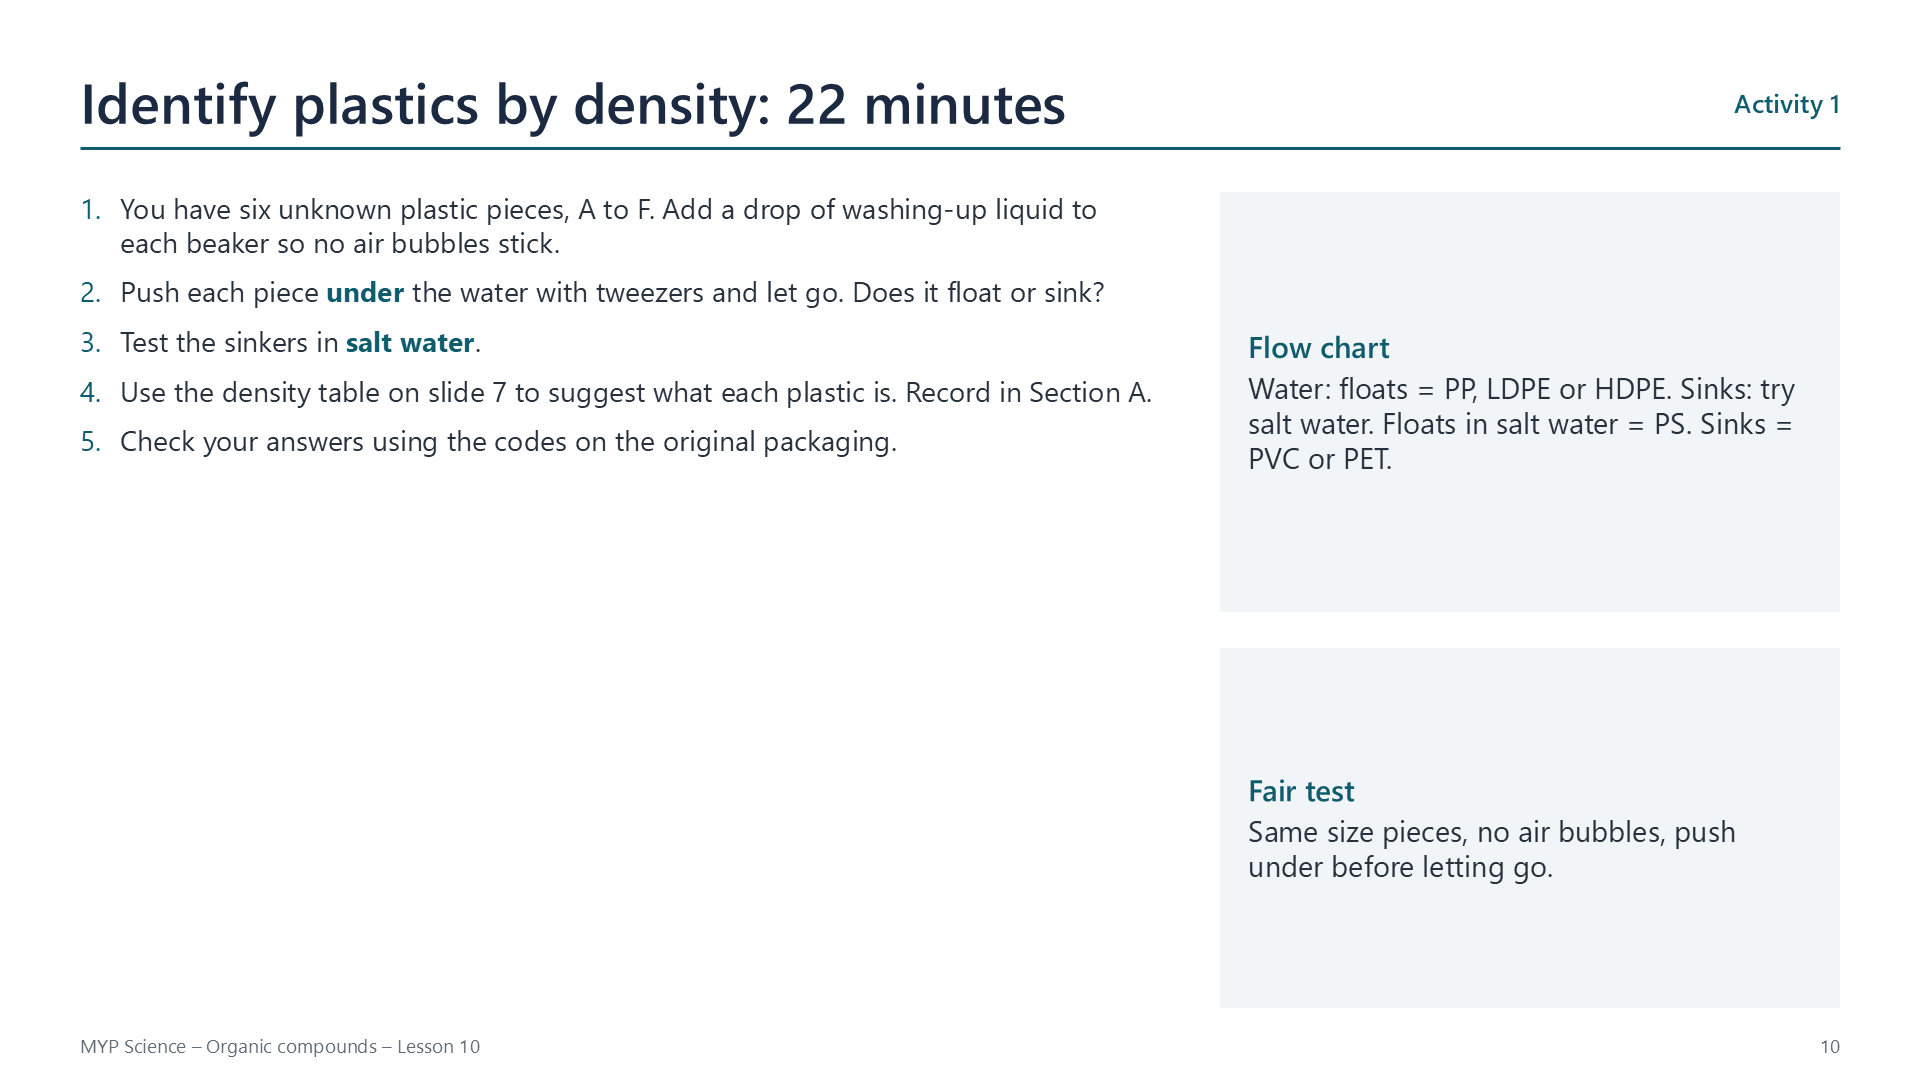 Identify plastics by density: 22 minutes
Activity 1
1. You have six unknown plastic pieces, A to F. Add a drop of washing-up liquid to
each beaker so no air bubbles stick.
2. Push each piece under the water with tweezers and let go. Does it float or sink?
3. Test the sinkers in salt water.
4. Use the density table on slide 7 to suggest what each plastic is. Record in Section A.
5. Check your answers using the codes on the original packaging.
Flow chart
Water: floats = PP, LDPE or HDPE. Sinks: try
salt water. Floats in salt water = PS. Sinks =
PVC or PET.
Fair test
Same size pieces, no air bubbles, push
under before letting go.
MYP Science – Organic compounds – Lesson 10
10